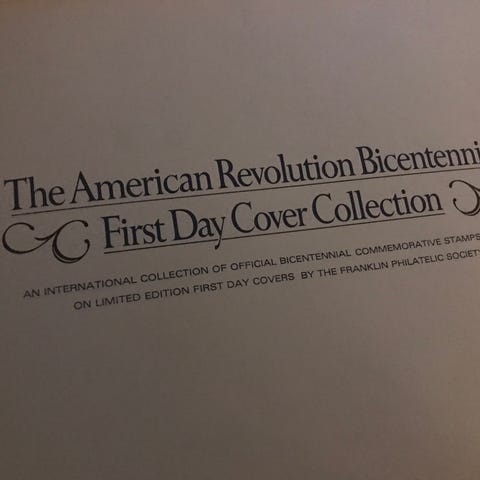 The American Revolution Bicentenni
First Day Cover Collection
AN INTERNATIONAL COLLECTION OF OFFICIAL BICENTENNIAL COMMEMORATIVE STAMPS
ON LIMITED EDITION FIRST DAY COVERS BY THE FRANKLIN PHILATELIC SOCIETY